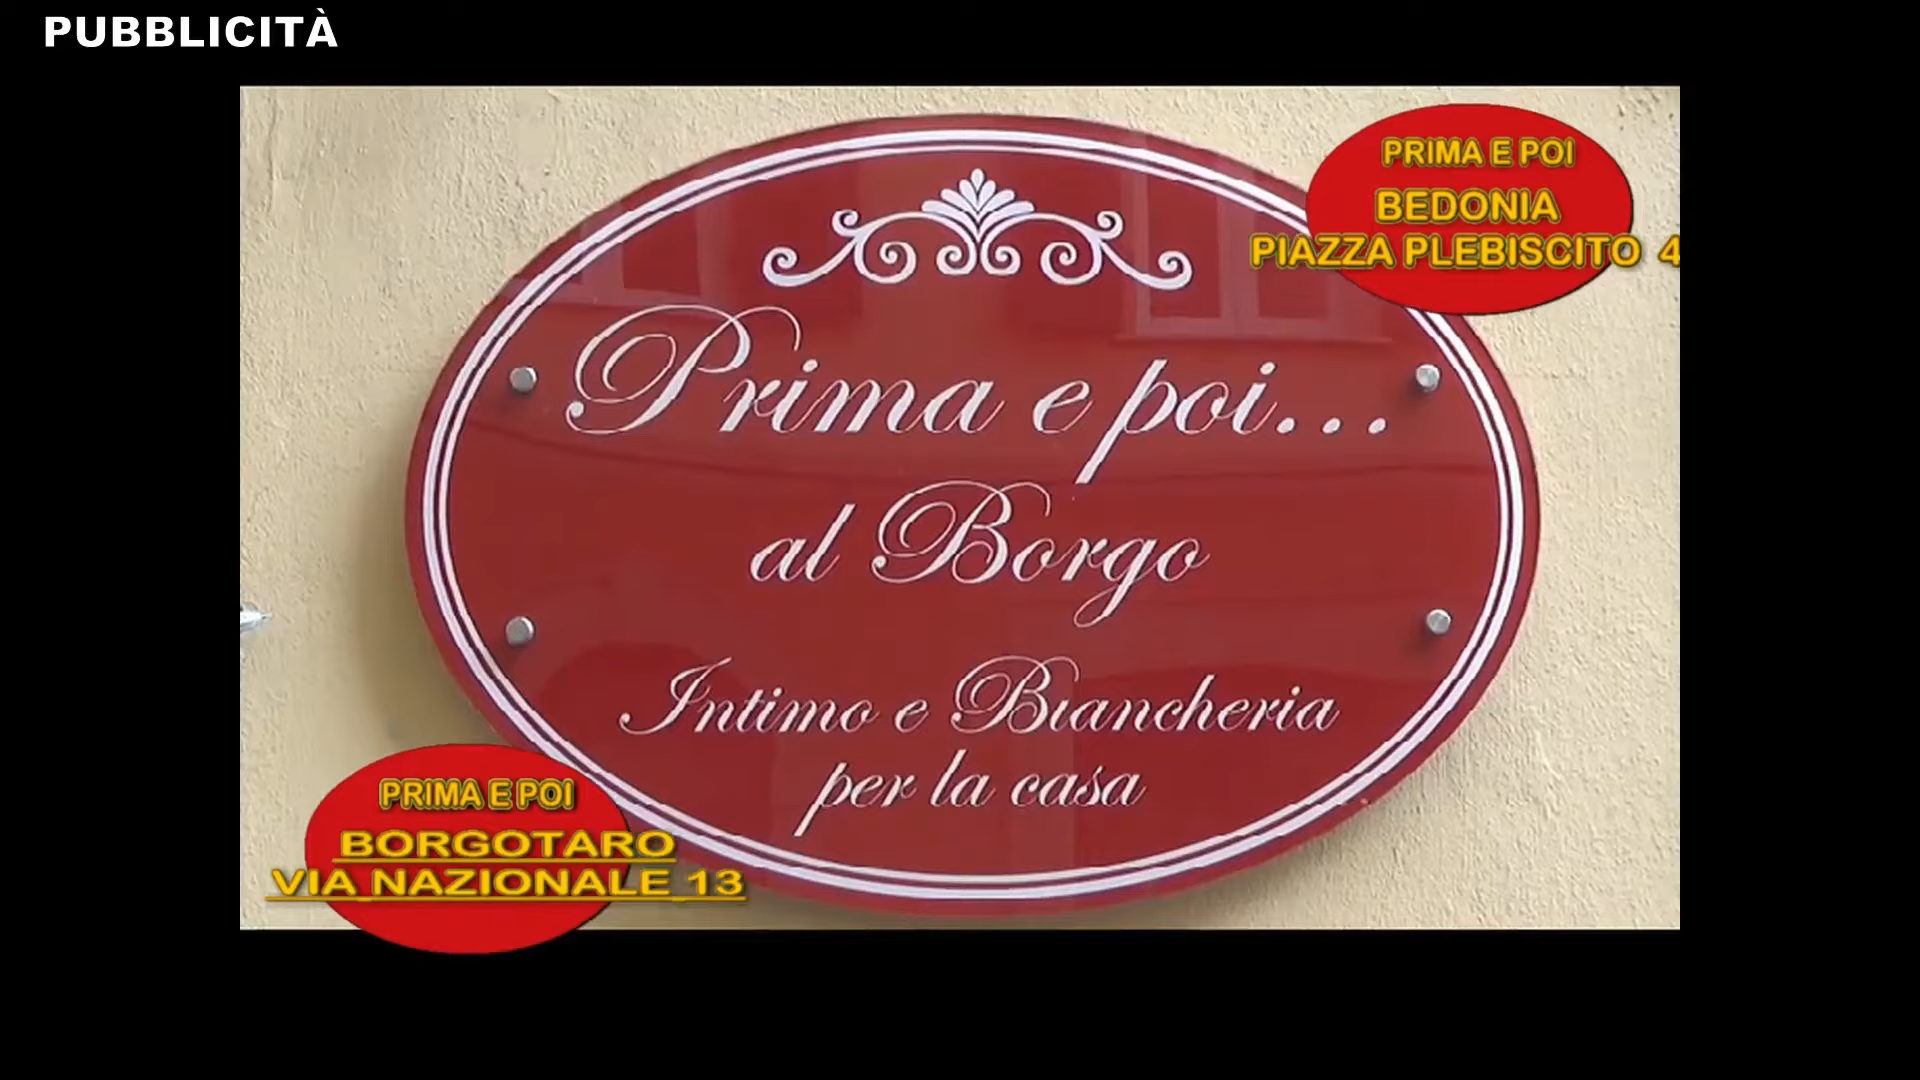 PUBBLICITÀ
PRIMA E POI
BEDONIA
PIAZZA PLEBISCITO 4
Prima e poi...
al Borgo
Intimo e Biancheria
per la casa
PRIMA E POI
BORGOTARO
VIA NAZIONALE 13